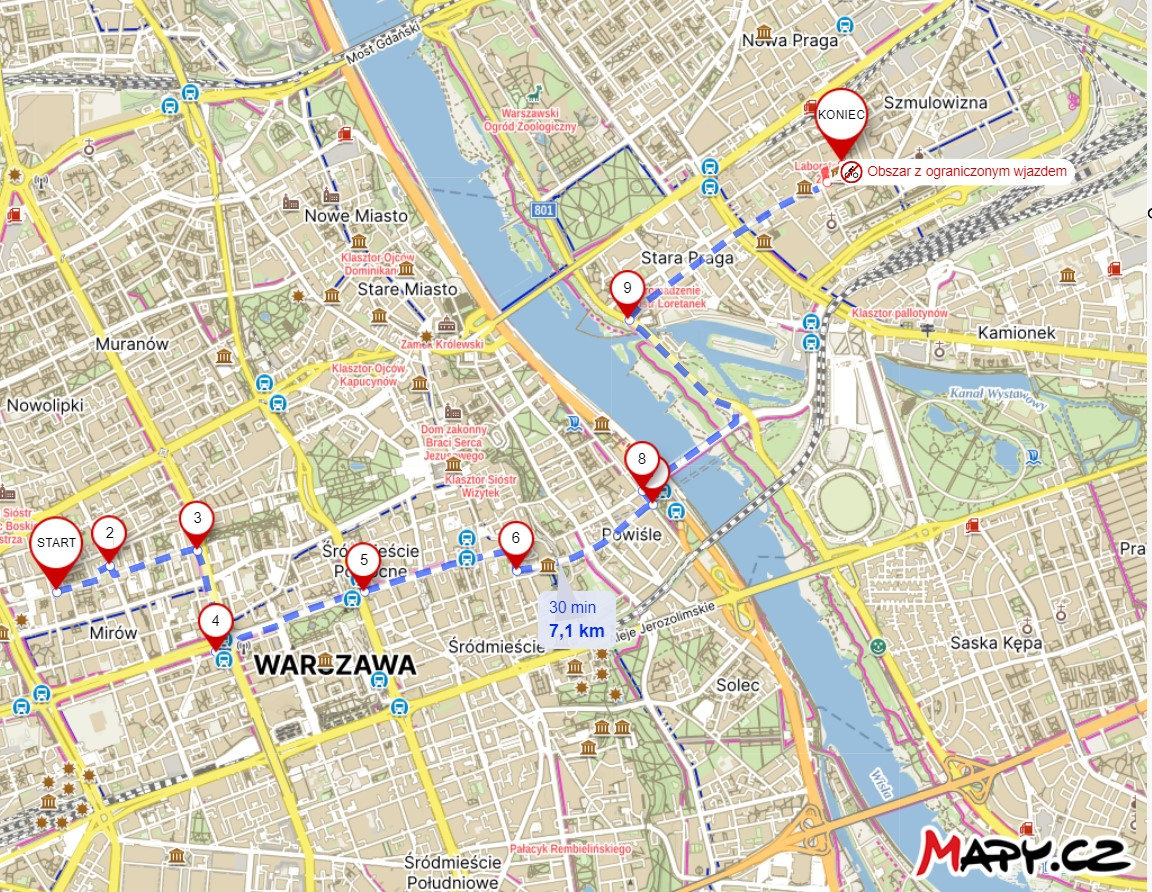 Most Gdański
Nowa Praga
Szmulowizna
KONIEC
Obszar z ograniczonym wjazdem
Warszawski
Ogród Zoologiczny
801
Nowe Miasto
Klasztor Ojców
Stare Miasto
Stara Praga
9
Loretanek
Klasztor pallotynów
Kamionek
Zamek Królewski
Muranów
Klasztor Ojców
Kapucynów
Nowolipki
Kanał Wystawowy
Dom zakonny
Braci Serca
Jezusowego
Klasztor Sióstr
Wizytek
8
Sióstr
START
2
3
5
6
Powiśle
30 min
7,1 km
4
Mirów
Aleje Jerozolimskie
Śródmieście
WARSZAWA
Saska Kępa
Solec
Wisła
Pałacyk Rembielińskiego
Śródmieście
Południowe
MAPY.CZ